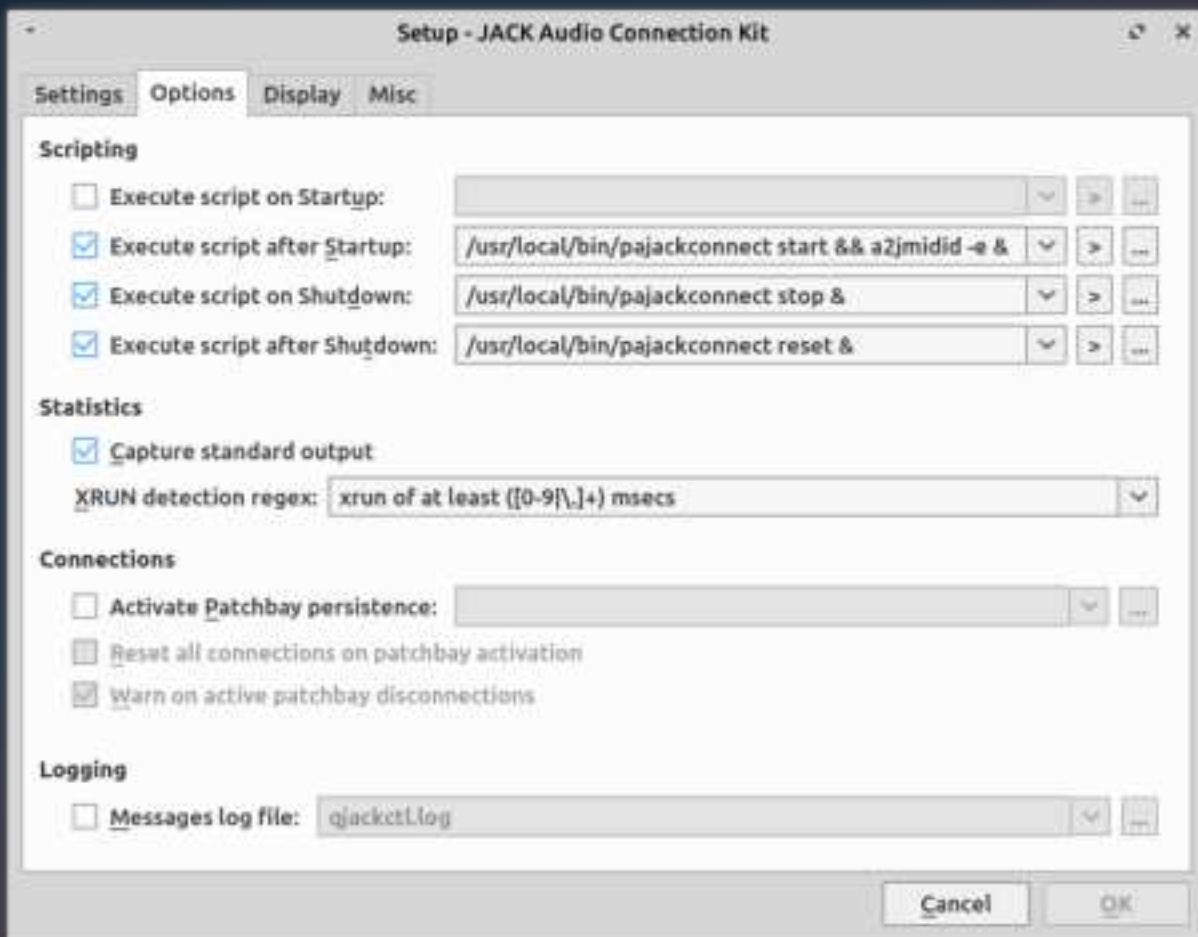 Setup - JACK Audio Connection Kit
Settings Options Display Misc
Scripting
Execute script on Startup: > ...
Execute script after Startup: /usr/local/bin/pajackconnect start && a2jmidid -e & > ...
Execute script on Shutdown: /usr/local/bin/pajackconnect stop & > ...
Execute script after Shutdown: /usr/local/bin/pajackconnect reset & > ...
Statistics
Capture standard output
XRUN detection regex: xrun of at least ([0-9|\.]+) msecs
Connections
Activate Patchbay persistence: ...
Reset all connections on patchbay activation
Warn on active patchbay disconnections
Logging
Messages log file: qjackctl.log ...
Cancel OK